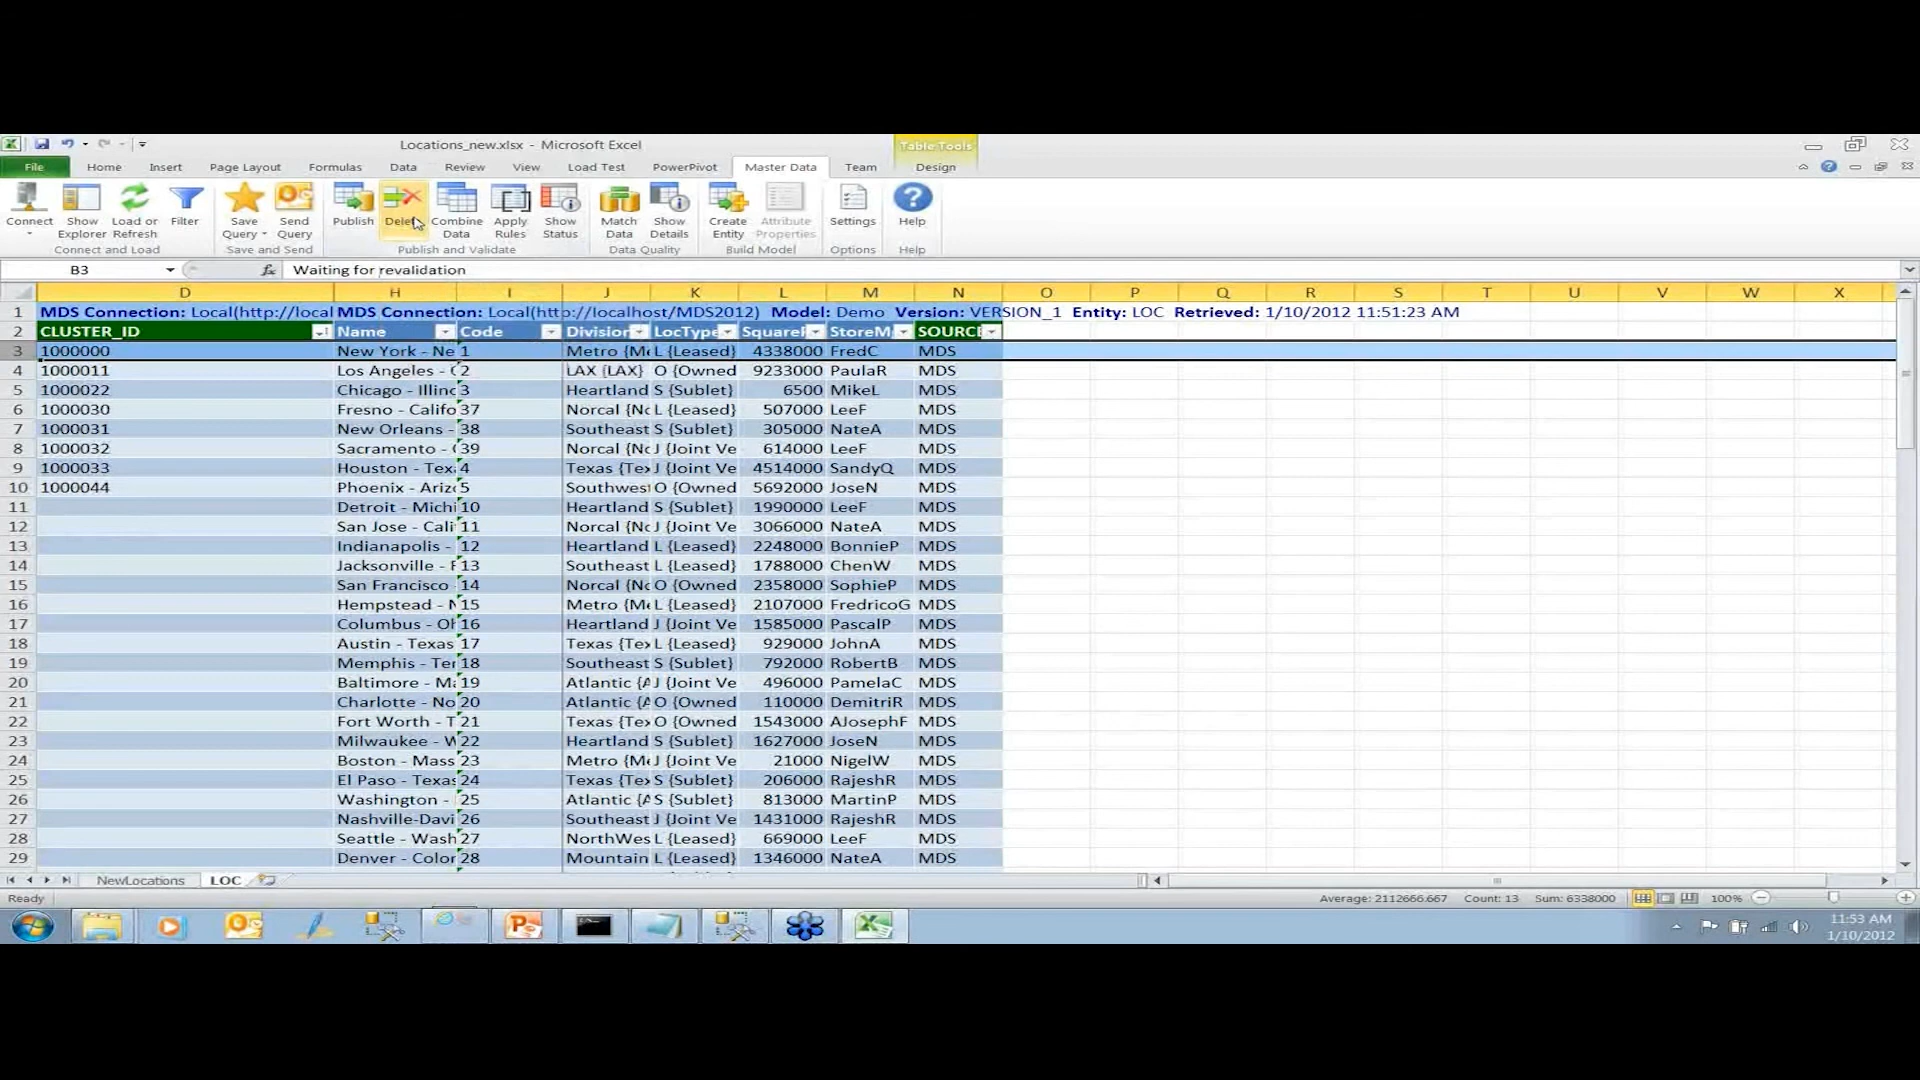 Locations_new.xlsx - Microsoft Excel
Table Tools
File Home Insert Page Layout Formulas Data Review View Load Test PowerPivot Master Data Team Design
Connect Show Explorer Load or Refresh Filter Save Query Send Query Publish Combine Data Apply Rules Show Status Match Data Show Details Create Entity Attribute Properties Settings Help
Connect and Load Save and Send Publish and Validate Data Quality Build Model Options Help
B3 fx Waiting for revalidation
D H I J K L M N O P Q R S T U V W X
1 MDS Connection: Local(http://local MDS Connection: Local(http://localhost/MDS2012) Model: Demo Version: VERSION_1 Entity: LOC Retrieved: 1/10/2012 11:51:23 AM
2 CLUSTER_ID Name Code Division LocType StoreM SOURCE
3 1000000 New York - Ne 1 Metro {Me L {Leased} 4338000 FredC MDS
4 1000011 Los Angeles - C 2 LAX {LAX} O {Owned 9233000 PaulaR MDS
5 1000022 Chicago - Illinc 3 Heartland S {Sublet} 6500 MikeL MDS
6 1000030 Fresno - Califo 37 Norcal {Nc L {Leased} 507000 LeeF MDS
7 1000031 New Orleans - 38 Southeast S {Sublet} 305000 NateA MDS
8 1000032 Sacramento - C 39 Norcal {Nc J {Joint Ve 614000 LeeF MDS
9 1000033 Houston - Tex 4 Texas {Tex J {Joint Ve 4514000 SandyQ MDS
10 1000044 Phoenix - Ariz 5 Southwest O {Owned 5692000 JoseN MDS
11 Detroit - Michi 10 Heartland S {Sublet} 1990000 LeeF MDS
12 San Jose - Cali 11 Norcal {Nc J {Joint Ve 3066000 NateA MDS
13 Indianapolis - 12 Heartland L {Leased} 2248000 BonnieP MDS
14 Jacksonville - F 13 Southeast L {Leased} 1788000 ChenW MDS
15 San Francisco 14 Norcal {Nc O {Owned 2358000 SophieP MDS
16 Hempstead - N 15 Metro {Me L {Leased} 2107000 FredricoG MDS
17 Columbus - Oh 16 Heartland J {Joint Ve 1585000 PascalP MDS
18 Austin - Texas 17 Texas {Tex L {Leased} 929000 JohnA MDS
19 Memphis - Ter 18 Southeast S {Sublet} 792000 RobertB MDS
20 Baltimore - Ma 19 Atlantic {A J {Joint Ve 496000 PamelaC MDS
21 Charlotte - No 20 Atlantic {A O {Owned 110000 DemitriR MDS
22 Fort Worth - T 21 Texas {Tex O {Owned 1543000 AJosephF MDS
23 Milwaukee - W 22 Heartland S {Sublet} 1627000 JoseN MDS
24 Boston - Mass 23 Metro {Me J {Joint Ve 21000 NigelW MDS
25 El Paso - Texas 24 Texas {Tex S {Sublet} 206000 RajeshR MDS
26 Washington - 25 Atlantic {A S {Sublet} 813000 MartinP MDS
27 Nashville-Davi 26 Southeast J {Joint Ve 1431000 RajeshR MDS
28 Seattle - Wash 27 NorthWes L {Leased} 669000 LeeF MDS
29 Denver - Color 28 Mountain L {Leased} 1346000 NateA MDS
NewLocations LOC
Ready Average: 2112666.667 Count: 13 Sum: 6338000 100%
11:53 AM
1/10/2012